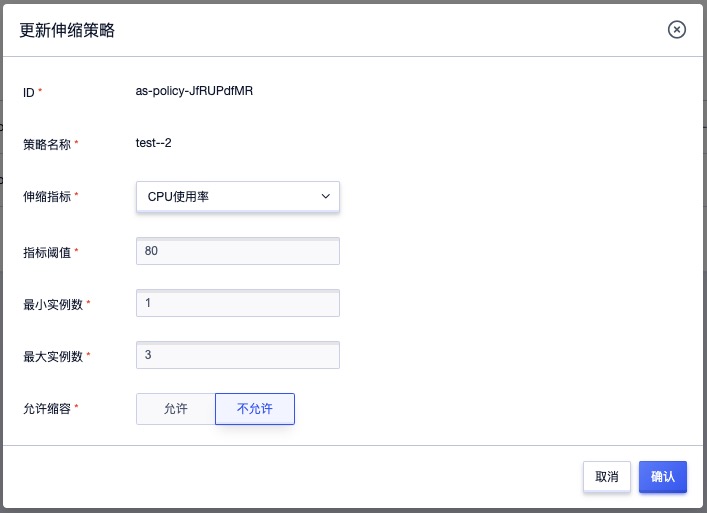 更新伸缩策略
ID *
as-policy-JfRUPdfMR
策略名称 *
test--2
伸缩指标 *
CPU使用率
指标阈值 *
80
最小实例数 *
1
最大实例数 *
3
允许缩容 *
允许
不允许
取消
确认